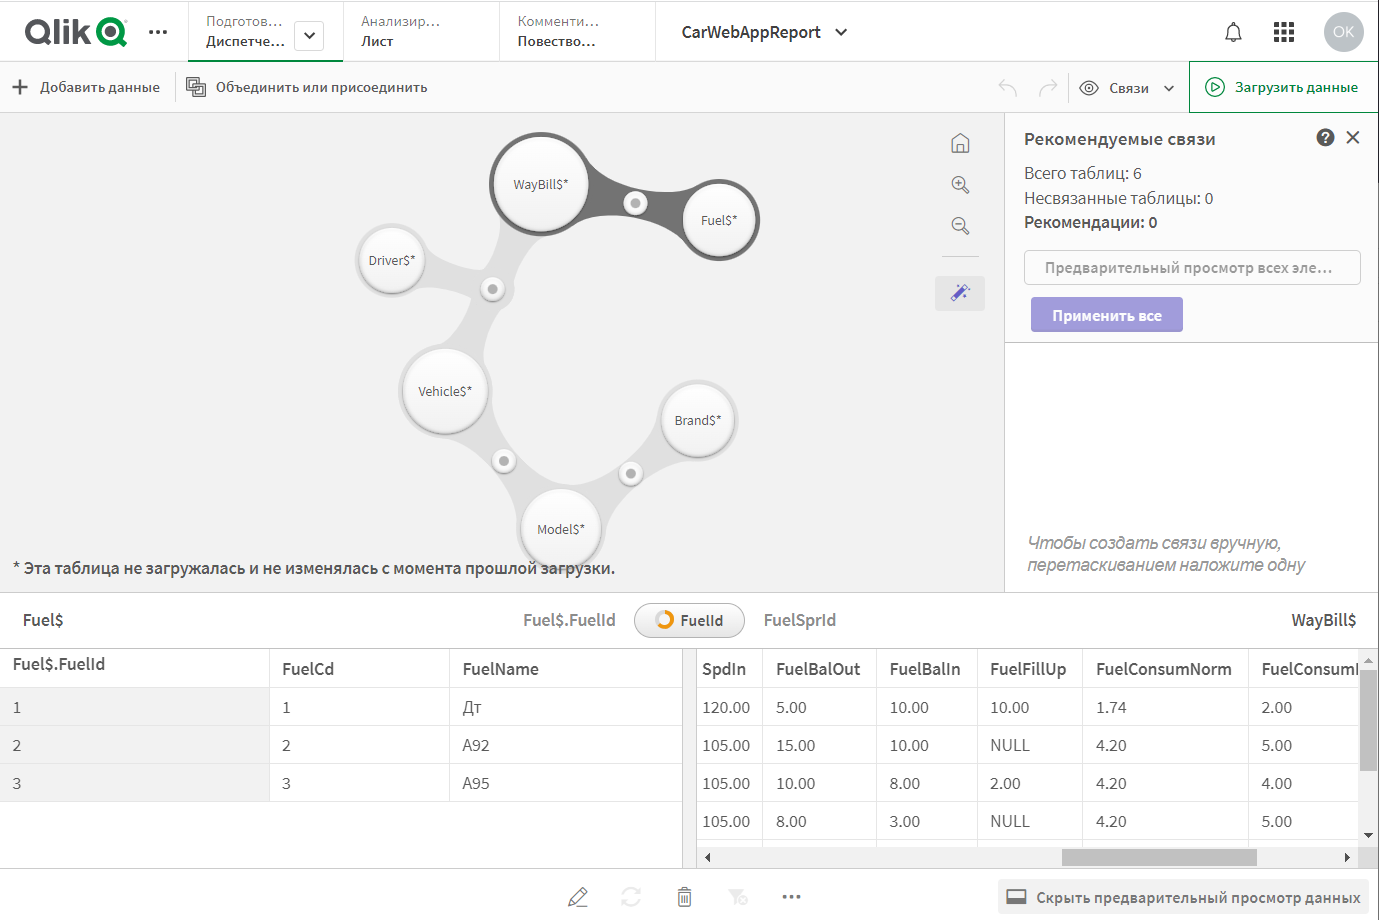 Qlik
Подготов...
Диспетче...
Анализир...
Лист
Комменти...
Повество...
CarWebAppReport
OK
Добавить данные
Объединить или присоединить
Связи
Загрузить данные
WayBill$*
Fuel$*
Driver$*
Vehicle$*
Brand$*
Model$*
* Эта таблица не загружалась и не изменялась с момента прошлой загрузки.
Рекомендуемые связи
Всего таблиц: 6
Несвязанные таблицы: 0
Рекомендации: 0
Предварительный просмотр всех эле...
Применить все
Чтобы создать связи вручную,
перетаскиванием наложите одну
Fuel$
Fuel$.FuelId
FuelId
FuelSprId
WayBill$
Fuel$.FuelId FuelCd FuelName
1 1 Дт
2 2 А92
3 3 А95
SpdIn FuelBalOut FuelBalIn FuelFillUp FuelConsumNorm FuelConsum
120.00 5.00 10.00 10.00 1.74 2.00
105.00 15.00 10.00 NULL 4.20 5.00
105.00 10.00 8.00 2.00 4.20 4.00
105.00 8.00 3.00 NULL 4.20 5.00
Скрыть предварительный просмотр данных